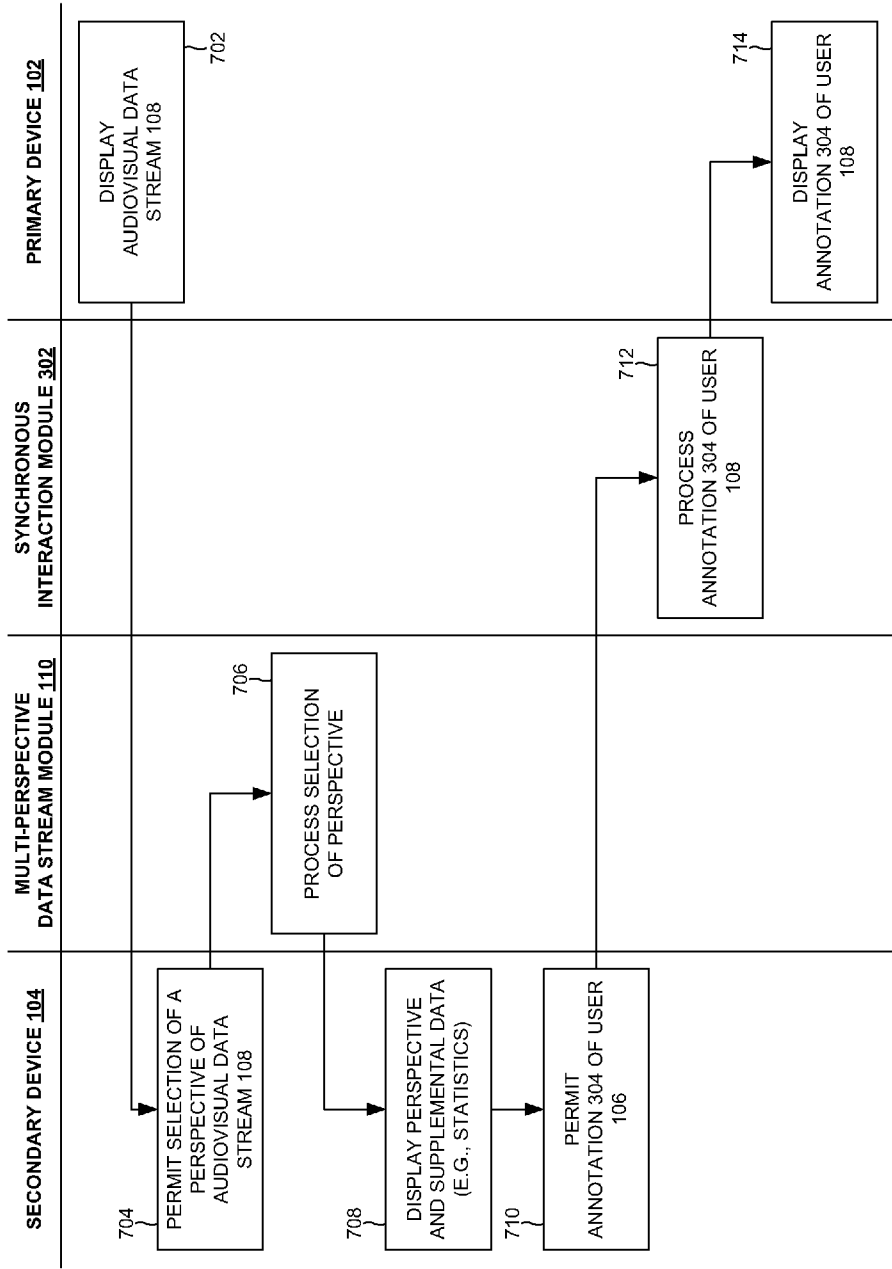 SECONDARY DEVICE 104
MULTI-PERSPECTIVE
DATA STREAM MODULE 110
SYNCHRONOUS
INTERACTION MODULE 302
PRIMARY DEVICE 102
DISPLAY
AUDIOVISUAL DATA
STREAM 108
702
704
PERMIT SELECTION OF A
PERSPECTIVE OF
AUDIOVISUAL DATA
STREAM 108
706
PROCESS SELECTION
OF PERSPECTIVE
708
DISPLAY PERSPECTIVE
AND SUPPLEMENTAL DATA
(E.G., STATISTICS)
710
PERMIT
ANNOTATION 304 OF USER
106
712
PROCESS
ANNOTATION 304 OF USER
108
714
DISPLAY
ANNOTATION 304 OF USER
108